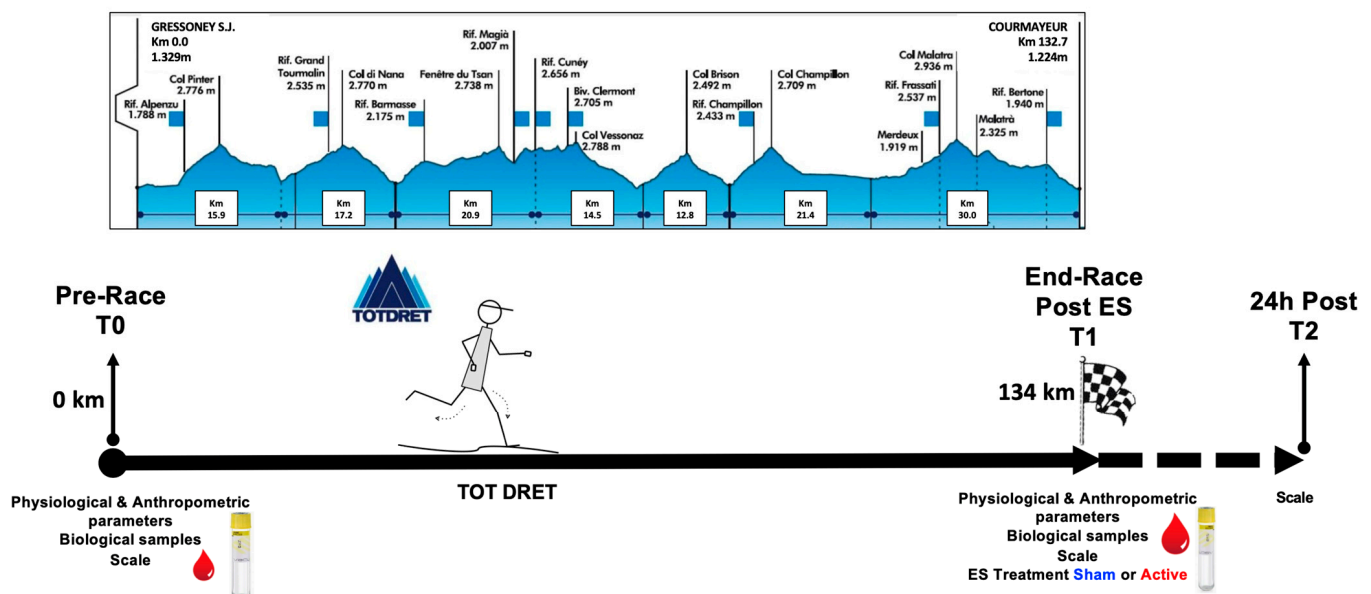 GRESSONEY S.J.
Km 0.0
1.329m
COURMAYEUR
Km 132.7
1.224m
Rif. Alpenzu
1.788 m
Col Pinter
2.776 m
Rif. Grand
Tourmalin
2.535 m
Col di Nana
2.770 m
Rif. Barmasse
2.175 m
Fenêtre du Tsan
2.738 m
Rif. Magià
2.007 m
Rif. Cunéy
2.656 m
Biv. Clermont
2.705 m
Col Vessonaz
2.788 m
Col Brison
2.492 m
Rif. Champillon
2.433 m
Col Champillon
2.709 m
Merdeux
1.919 m
Rif. Frassati
2.537 m
Col Malatra
2.936 m
Malatrà
2.325 m
Rif. Bertone
1.940 m
Km
15.9
Km
17.2
Km
20.9
Km
14.5
Km
12.8
Km
21.4
Km
30.0
Pre-Race
T0
0 km
TOTDRET
End-Race
Post ES
T1
134 km
24h Post
T2
TOT DRET
Physiological & Anthropometric
parameters
Biological samples
Scale
Physiological & Anthropometric
parameters
Biological samples
Scale
ES Treatment Sham or Active
Scale